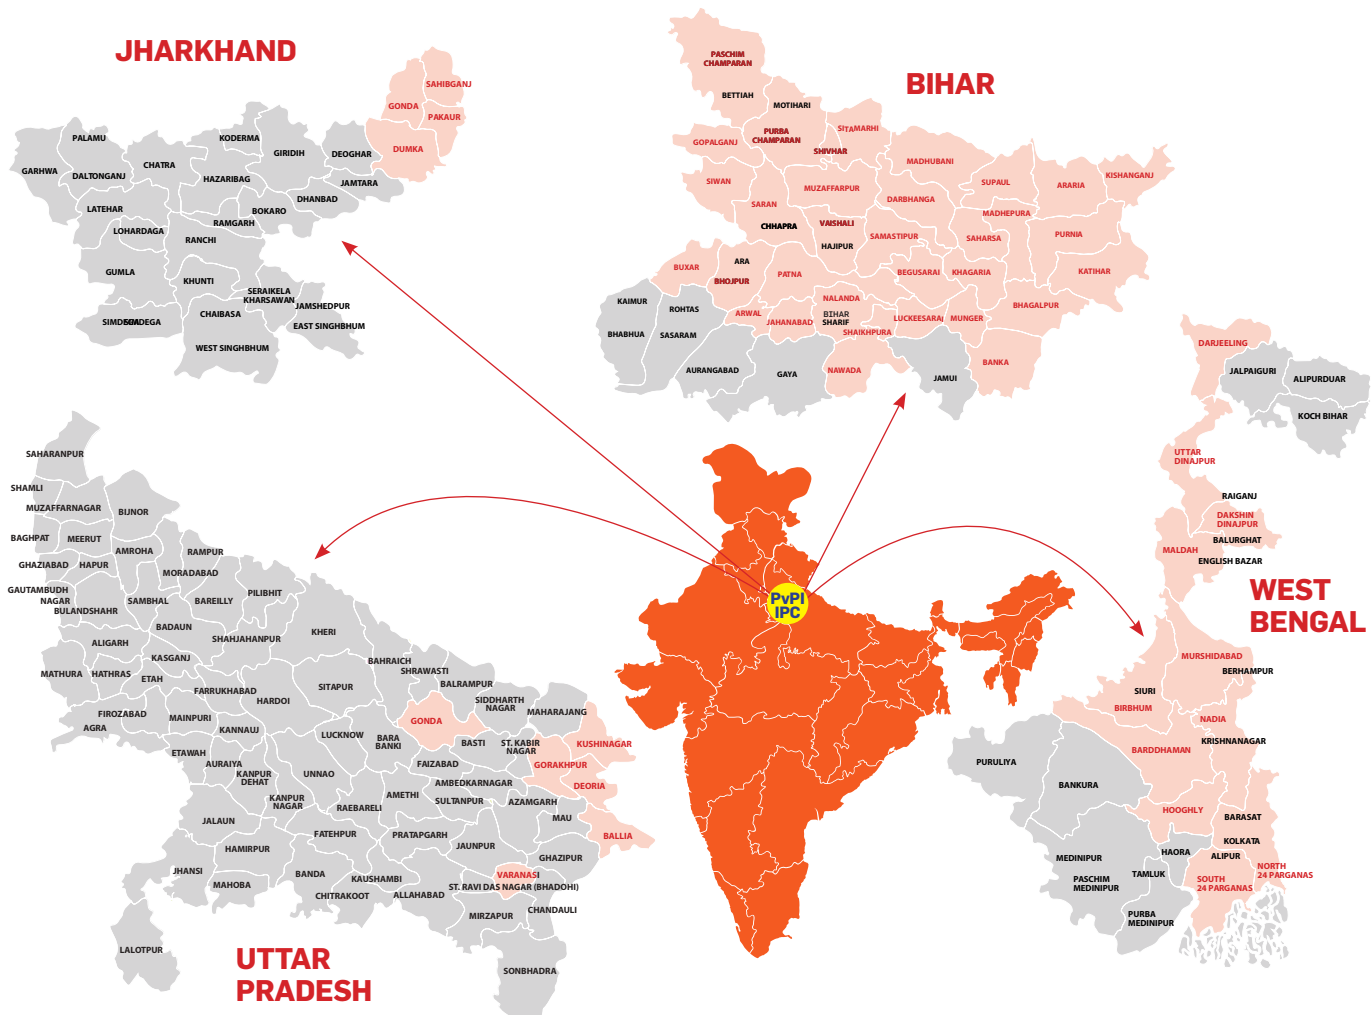 JHARKHAND
SAHIBGANJ
GONDA
PAKAUR
DUMKA
PALAMU
KODERMA
GIRIDIH
DEOGHAR
CHATRA
GARHWA
DALTONGANJ
HAZARIBAG
JAMTARA
DHANBAD
LATEHAR
BOKARO
RAMGARH
LOHARDAGA
RANCHI
GUMLA
KHUNTI
SERAIKELA
KHARSAWAN
JAMSHEDPUR
CHAIBASA
SIMDEGA
EAST SINGHBHUM
WEST SINGHBHUM
BIHAR
PASCHIM
CHAMPARAN
BETTIAH
MOTIHARI
PURBA
CHAMPARAN
SITAMARHI
SHIVHAR
GOPALGANJ
MADHUBANI
SIWAN
MUZAFFARPUR
SUPAUL
ARARIA
KISHANGANJ
SARAN
DARBHANGA
MADHEPURA
CHHAPRA
VAISHALI
HAJIPUR
SAMASTIPUR
SAHARSA
PURNIA
ARA
BUXAR
BHOJPUR
PATNA
BEGUSARAI
KHAGARIA
KATIHAR
KAIMUR
ROHTAS
NALANDA
BHAGALPUR
ARWAL
JAHANABAD
BIHAR
SHARIF
LUCKEESARAI
MUNGER
BHABHUA
SASARAM
SHAIKHPURA
AURANGABAD
GAYA
NAWADA
JAMUI
BANKA
DARJEELING
JALPAIGURI
ALIPURDUAR
KOCH BIHAR
UTTAR
DINAJPUR
RAIGANJ
DAKSHIN
DINAJPUR
BALURGHAT
MALDAH
ENGLISH BAZAR
WEST
BENGAL
MURSHIDABAD
BERHAMPUR
SIURI
BIRBHUM
NADIA
KRISHNANAGAR
BARDDHAMAN
PURULIYA
BANKURA
HOOGHLY
BARASAT
KOLKATA
HAORA
ALIPUR
MEDINIPUR
NORTH
24 PARGANAS
TAMLUK
PASCHIM
MEDINIPUR
SOUTH
24 PARGANAS
PURBA
MEDINIPUR
PvPI
IPC
SAHARANPUR
SHAMLI
MUZAFFARNAGAR
BIJNOR
BAGHPAT
MEERUT
AMROHA
RAMPUR
GHAZIABAD
HAPUR
MORADABAD
GAUTAMBUDH
NAGAR
PILIBHIT
SAMBHAL
BAREILLY
BULANDSHAHR
BADAUN
SHAHJAHANPUR
KHERI
ALIGARH
KASGANJ
BAHRAICH
SHRAWASTI
MATHURA
HATHRAS
ETAH
BALRAMPUR
FARRUKHABAD
HARDOI
SITAPUR
SIDDHARTH
NAGAR
MAHARAJANG
FIROZABAD
AGRA
MAINPURI
KANNAUJ
GONDA
LUCKNOW
BARA
BANKI
BASTI
ST. KABIR
NAGAR
KUSHINAGAR
ETAWAH
AURAIYA
FAIZABAD
GORAKHPUR
KANPUR
DEHAT
UNNAO
AMBEDKARNAGAR
DEORIA
KANPUR
NAGAR
RAEBARELI
AMETHI
SULTANPUR
AZAMGARH
JALAUN
MAU
FATEHPUR
PRATAPGARH
BALLIA
HAMIRPUR
JAUNPUR
GHAZIPUR
JHANSI
BANDA
KAUSHAMBI
VARANASI
MAHOBA
CHITRAKOOT
ALLAHABAD
ST. RAVI DAS NAGAR (BHADOHI)
MIRZAPUR
CHANDAULI
LALOTPUR
SONBHADRA
UTTAR
PRADESH